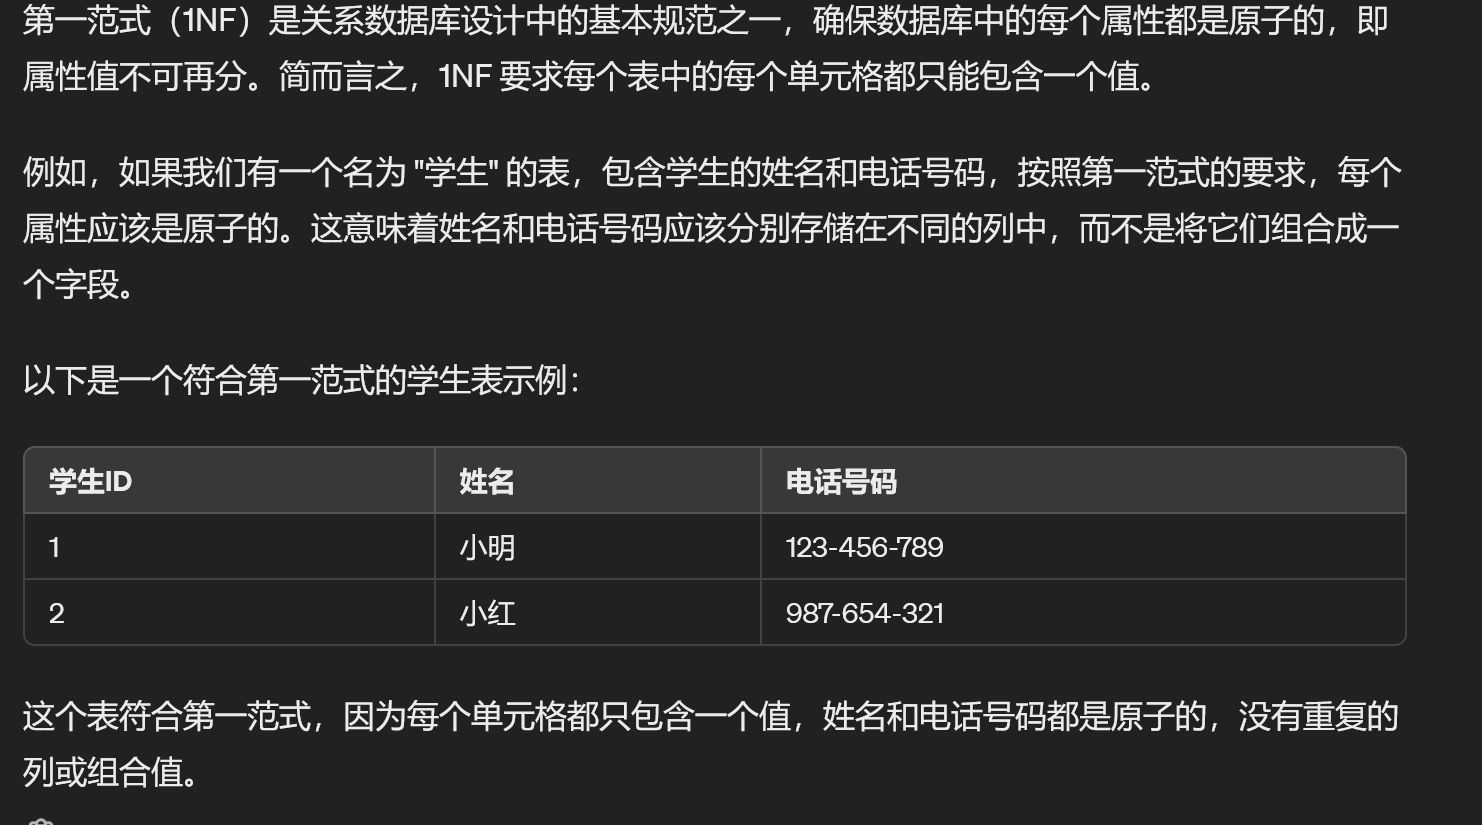 第一范式（1NF）是关系数据库设计中的基本规范之一，确保数据库中的每个属性都是原子的，即
属性值不可再分。简而言之，1NF 要求每个表中的每个单元格都只能包含一个值。
例如，如果我们有一个名为 "学生" 的表，包含学生的姓名和电话号码，按照第一范式的要求，每个
属性应该是原子的。这意味着姓名和电话号码应该分别存储在不同的列中，而不是将它们组合成一
个字段。
以下是一个符合第一范式的学生表示例：
学生ID 姓名 电话号码
1 小明 123-456-789
2 小红 987-654-321
这个表符合第一范式，因为每个单元格都只包含一个值，姓名和电话号码都是原子的，没有重复的
列或组合值。